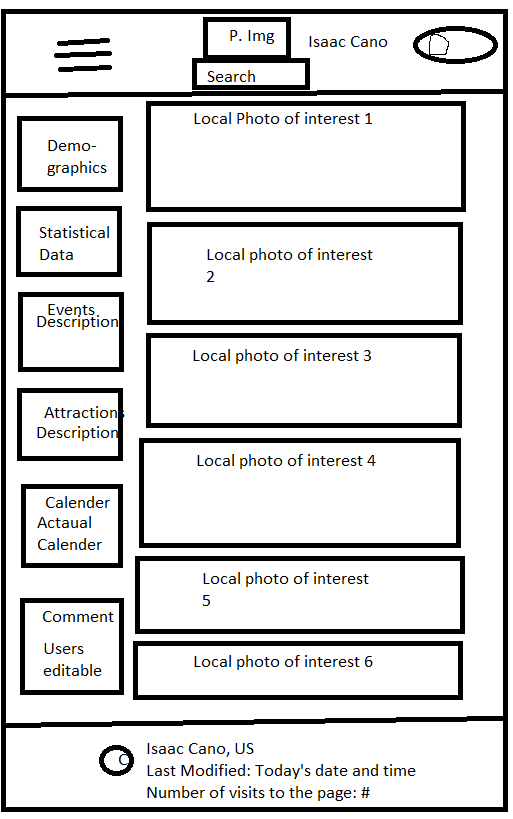 P. Img
Isaac Cano
Search
Demo-
graphics
Statistical
Data
Events
Description
Attractions
Description
Calender
Actaual
Calender
Comment
Users
editable
Local Photo of interest 1
Local photo of interest
2
Local photo of interest 3
Local photo of interest 4
Local photo of interest
5
Local photo of interest 6
C
Isaac Cano, US
Last Modified: Today's date and time
Number of visits to the page: #